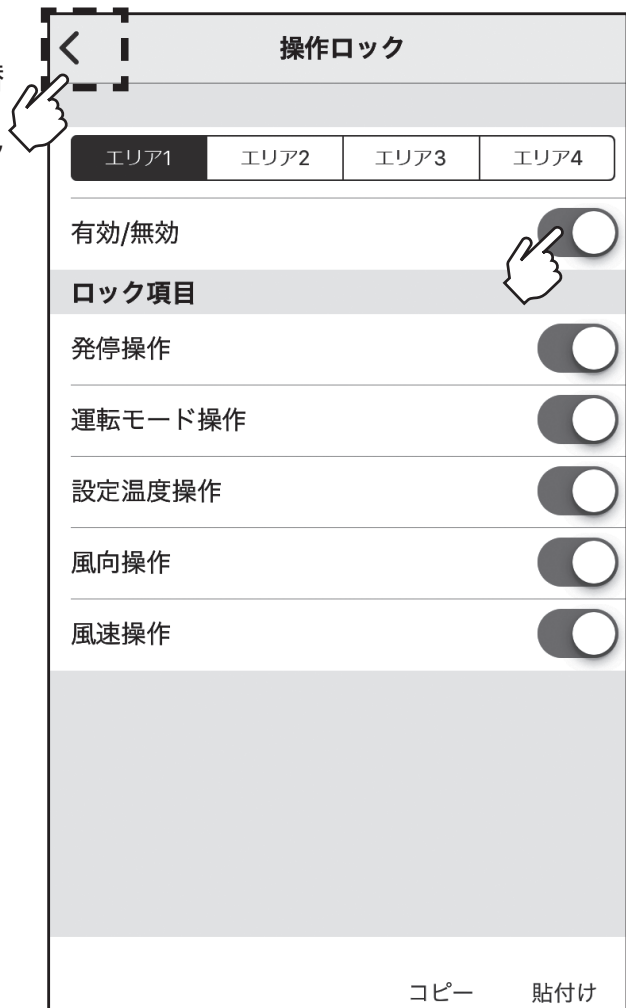 操作ロック
エリア1 エリア2 エリア3 エリア4
有効/無効
ロック項目
発停操作
運転モード操作
設定温度操作
風向操作
風速操作
コピー 貼付け